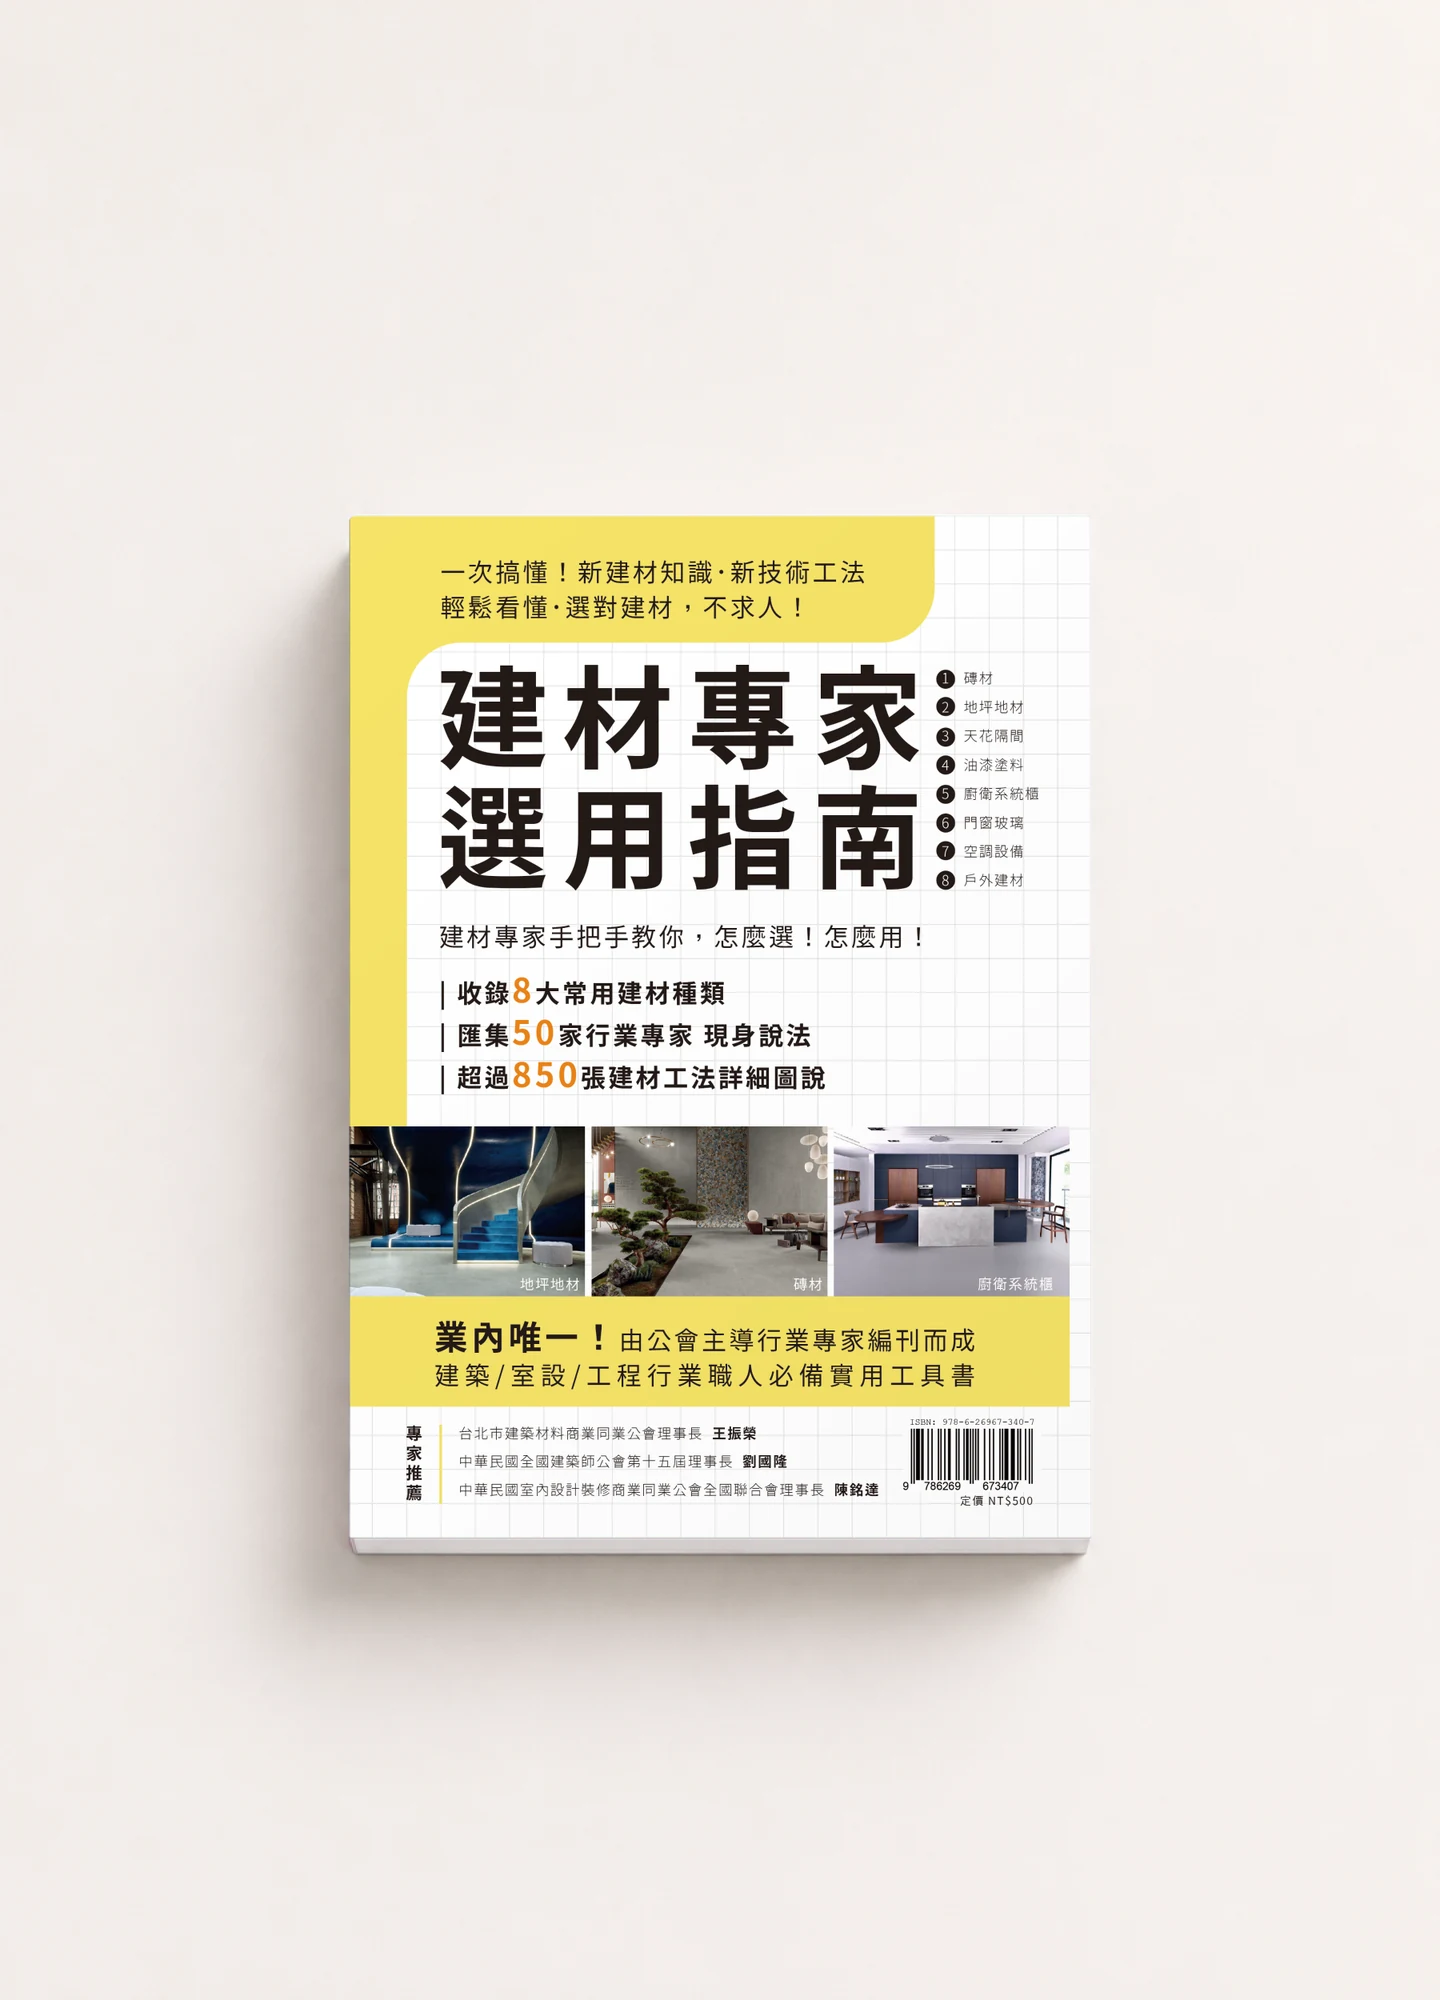 一次搞懂！新建材知識·新技術工法
輕鬆看懂·選對建材，不求人！
建材專家
選用指南
1 磚材
2 地坪地材
3 天花隔間
4 油漆塗料
5 廚衛系統櫃
6 門窗玻璃
7 空調設備
8 戶外建材
建材專家手把手教你，怎麼選！怎麼用！
| 收錄8大常用建材種類
| 匯集50家行業專家 現身說法
| 超過850張建材工法詳細圖說
地坪地材
磚材
廚衛系統櫃
業內唯一！由公會主導行業專家編刊而成
建築/室設/工程行業職人必備實用工具書
專家推薦
台北市建築材料商業同業公會理事長 王振榮
中華民國全國建築師公會第十五屆理事長 劉國隆
中華民國室內設計裝修商業同業公會全國聯合會理事長 陳銘達
ISBN: 978-6-26967-340-7
9 786269 673407
定價 NT$500